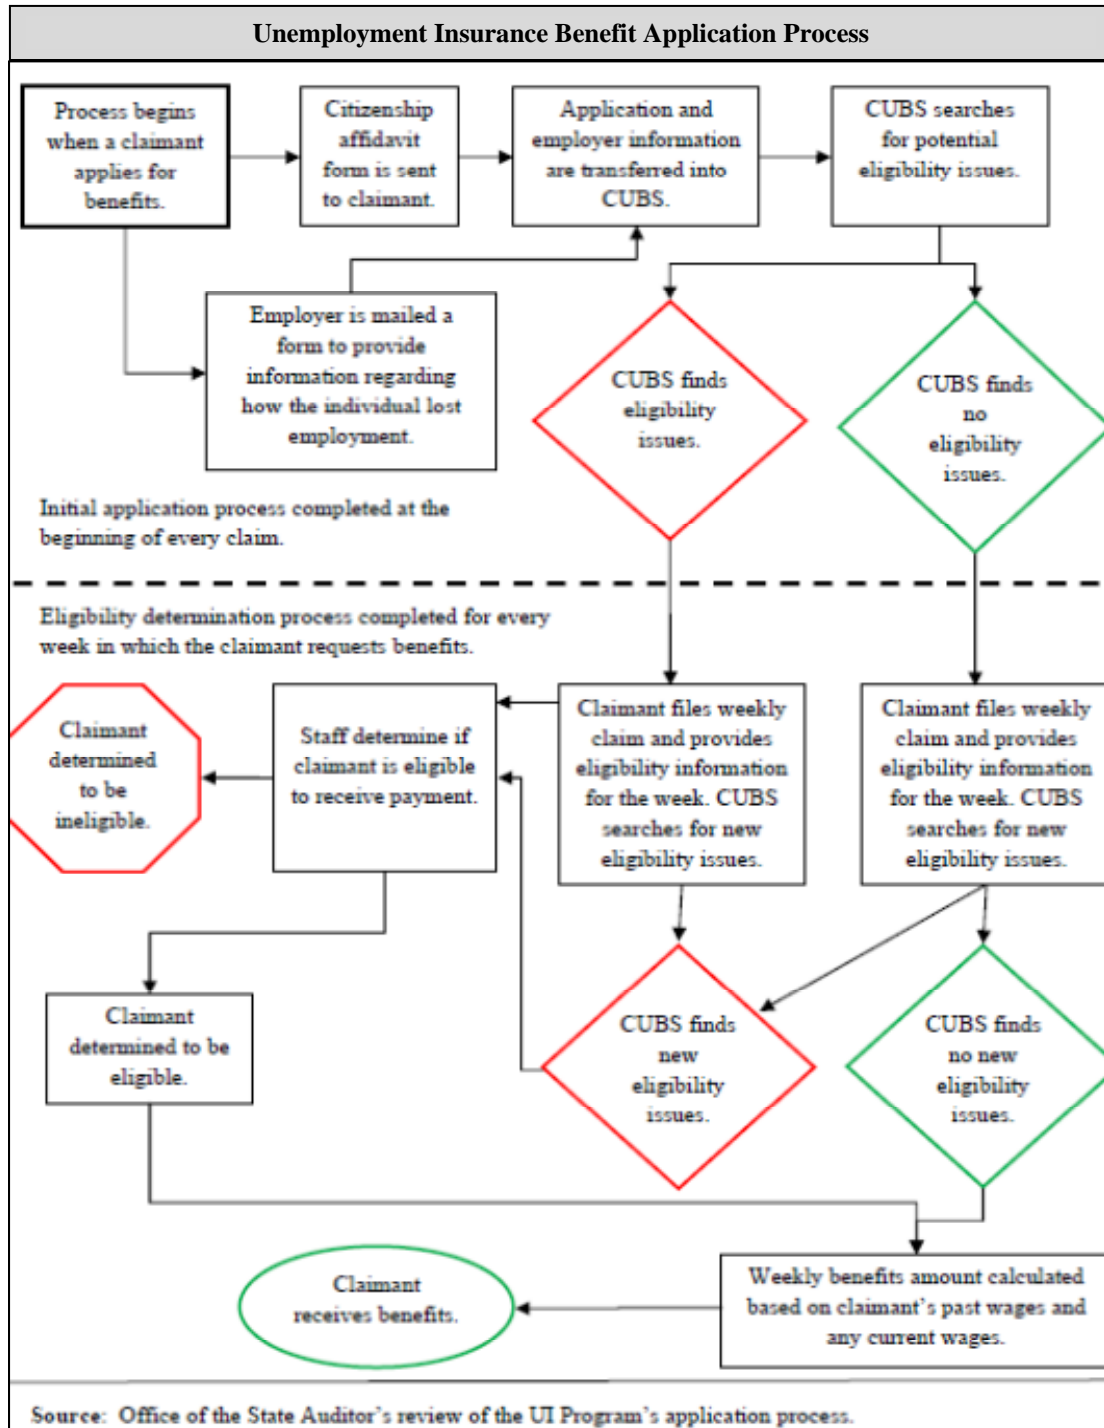 Unemployment Insurance Benefit Application Process
Process begins
when a claimant
applies for
benefits.
Citizenship
affidavit
form is sent
to claimant.
Application and
employer information
are transferred into
CUBS.
CUBS searches
for potential
eligibility issues.
Employer is mailed a
form to provide
information regarding
how the individual lost
employment.
CUBS finds
eligibility
issues.
CUBS finds
no
eligibility
issues.
Initial application process completed at the
beginning of every claim.
Eligibility determination process completed for every
week in which the claimant requests benefits.
Claimant
determined
to be
ineligible.
Staff determine if
claimant is eligible
to receive payment.
Claimant files weekly
claim and provides
eligibility information
for the week. CUBS
searches for new
eligibility issues.
Claimant files weekly
claim and provides
eligibility information
for the week. CUBS
searches for new
eligibility issues.
Claimant
determined to be
eligible.
CUBS finds
new
eligibility
issues.
CUBS finds
no new
eligibility
issues.
Claimant
receives benefits.
Weekly benefits amount calculated
based on claimant's past wages and
any current wages.
Source: Office of the State Auditor's review of the UI Program's application process.